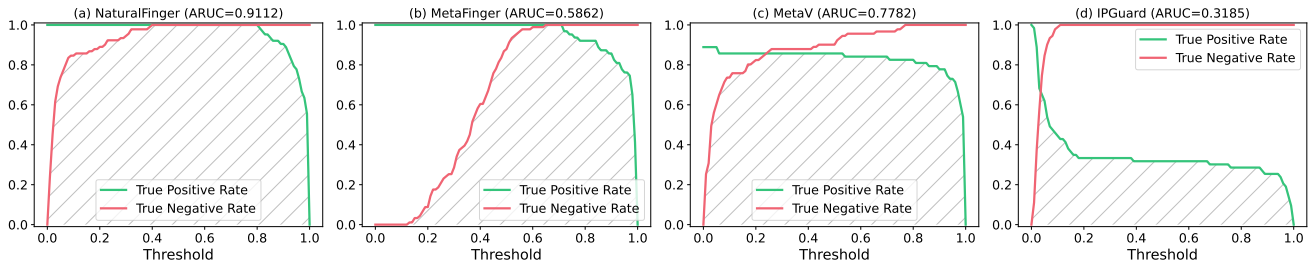 (a) NaturalFinger (ARUC=0.9112)
1.0
0.8
0.6
0.4
0.2
0.0
True Positive Rate
True Negative Rate
0.0 0.2 0.4 0.6 0.8 1.0
Threshold
(b) MetaFinger (ARUC=0.5862)
1.0
0.8
0.6
0.4
0.2
0.0
True Positive Rate
True Negative Rate
0.0 0.2 0.4 0.6 0.8 1.0
Threshold
(c) MetaV (ARUC=0.7782)
1.0
0.8
0.6
0.4
0.2
0.0
True Positive Rate
True Negative Rate
0.0 0.2 0.4 0.6 0.8 1.0
Threshold
(d) IPGuard (ARUC=0.3185)
1.0
0.8
0.6
0.4
0.2
0.0
True Positive Rate
True Negative Rate
0.0 0.2 0.4 0.6 0.8 1.0
Threshold